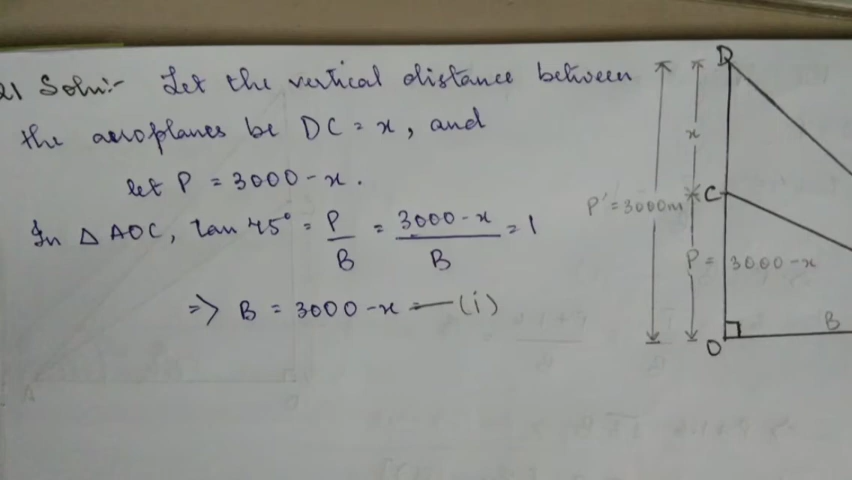 21 Soln:- Let the vertical distance between
the aeroplanes be DC = x, and
let P = 3000 - x.
In △ AOC, tan 45° = P/B = 3000 - x/B = 1
=> B = 3000 - x — (i)
D
x
C
P' = 3000m
P = 3000 - x
B
O
A